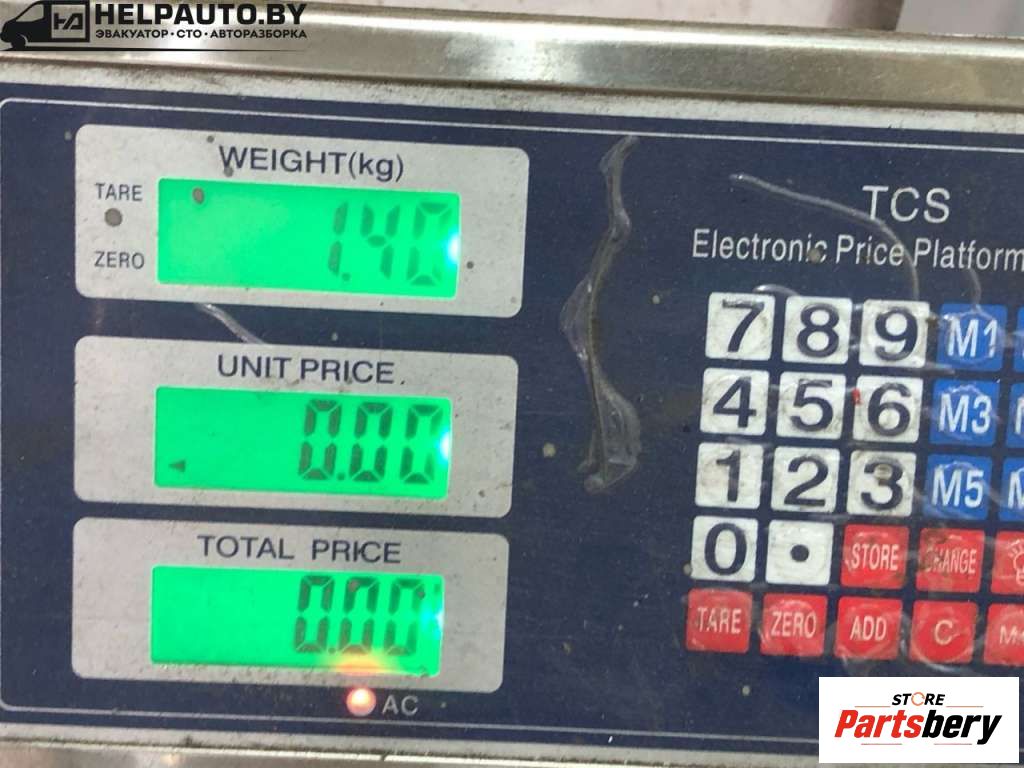 HELPAUTO.BY
ЭВАКУАТОР · СТО · АВТОРАЗБОРКА
WEIGHT(kg)
TARE
ZERO
1.40
TCS
Electronic Price Platform
UNIT PRICE
0.00
TOTAL PRICE
0.00
AC
7 8 9 M1
4 5 6 M3
1 2 3 M5
0 . STORE CHANGE
TARE ZERO ADD C
STORE
Partsbery